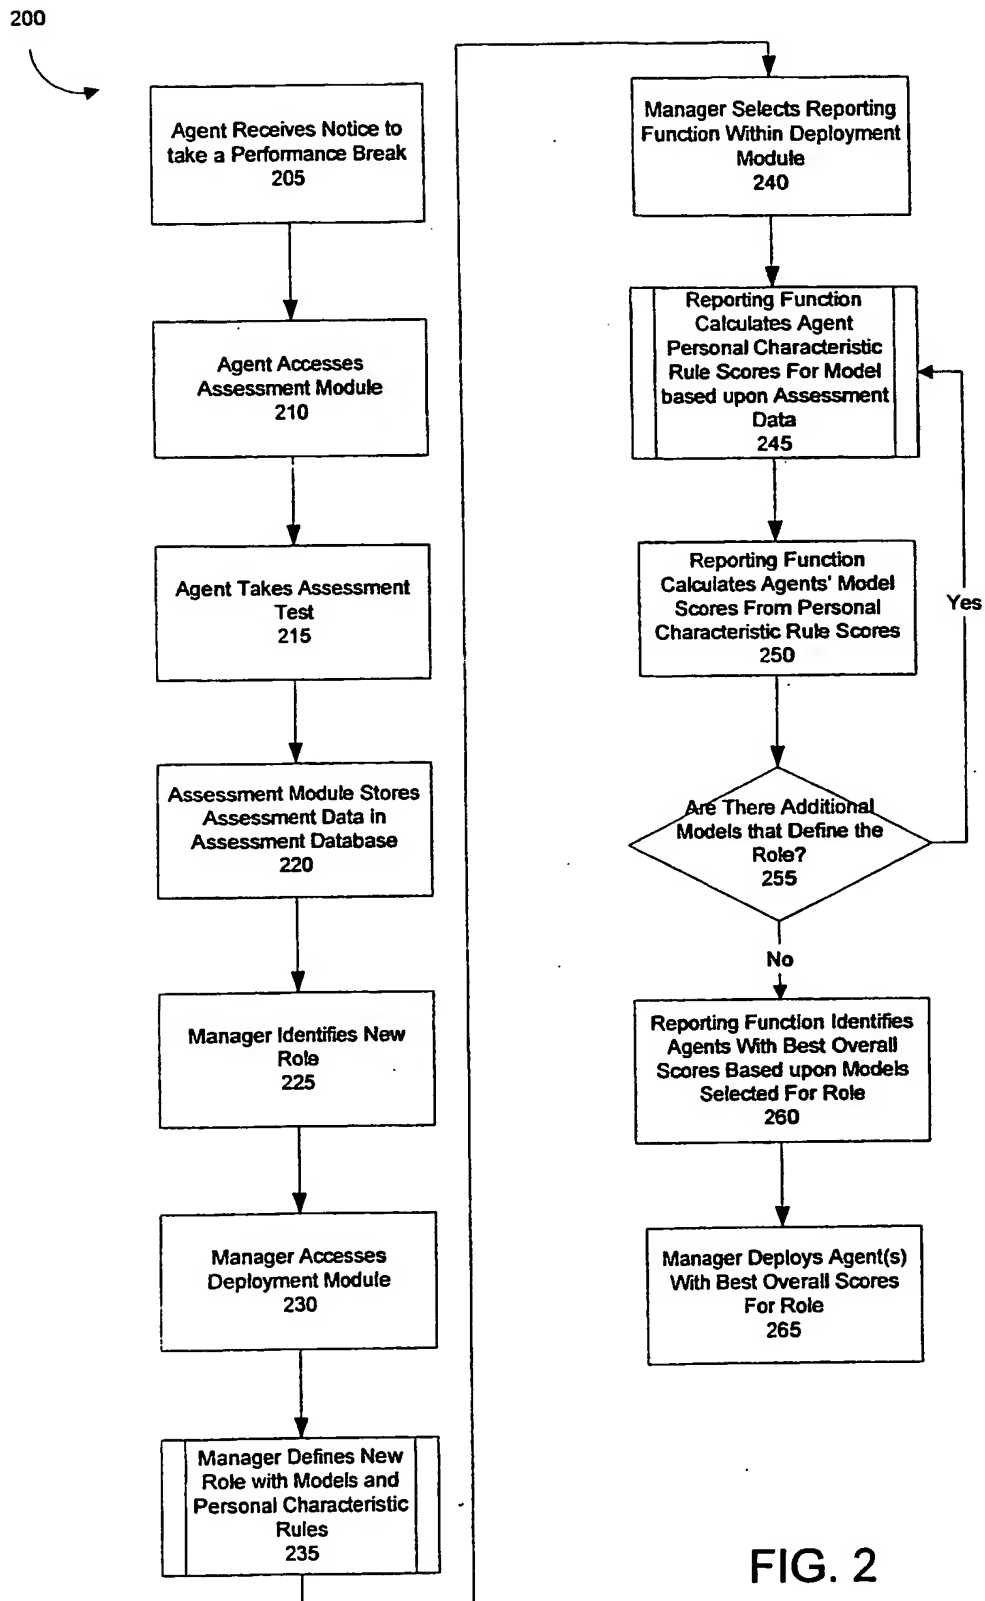 200
Agent Receives Notice to
take a Performance Break
205
Agent Accesses
Assessment Module
210
Agent Takes Assessment
Test
215
Assessment Module Stores
Assessment Data in
Assessment Database
220
Manager Identifies New
Role
225
Manager Accesses
Deployment Module
230
Manager Defines New
Role with Models and
Personal Characteristic
Rules
235
Manager Selects Reporting
Function Within Deployment
Module
240
Reporting Function
Calculates Agent
Personal Characteristic
Rule Scores For Model
based upon Assessment
Data
245
Reporting Function
Calculates Agents' Model
Scores From Personal
Characteristic Rule Scores
250
Yes
Are There Additional
Models that Define the
Role?
255
No
Reporting Function Identifies
Agents With Best Overall
Scores Based upon Models
Selected For Role
260
Manager Deploys Agent(s)
With Best Overall Scores
For Role
265
FIG. 2